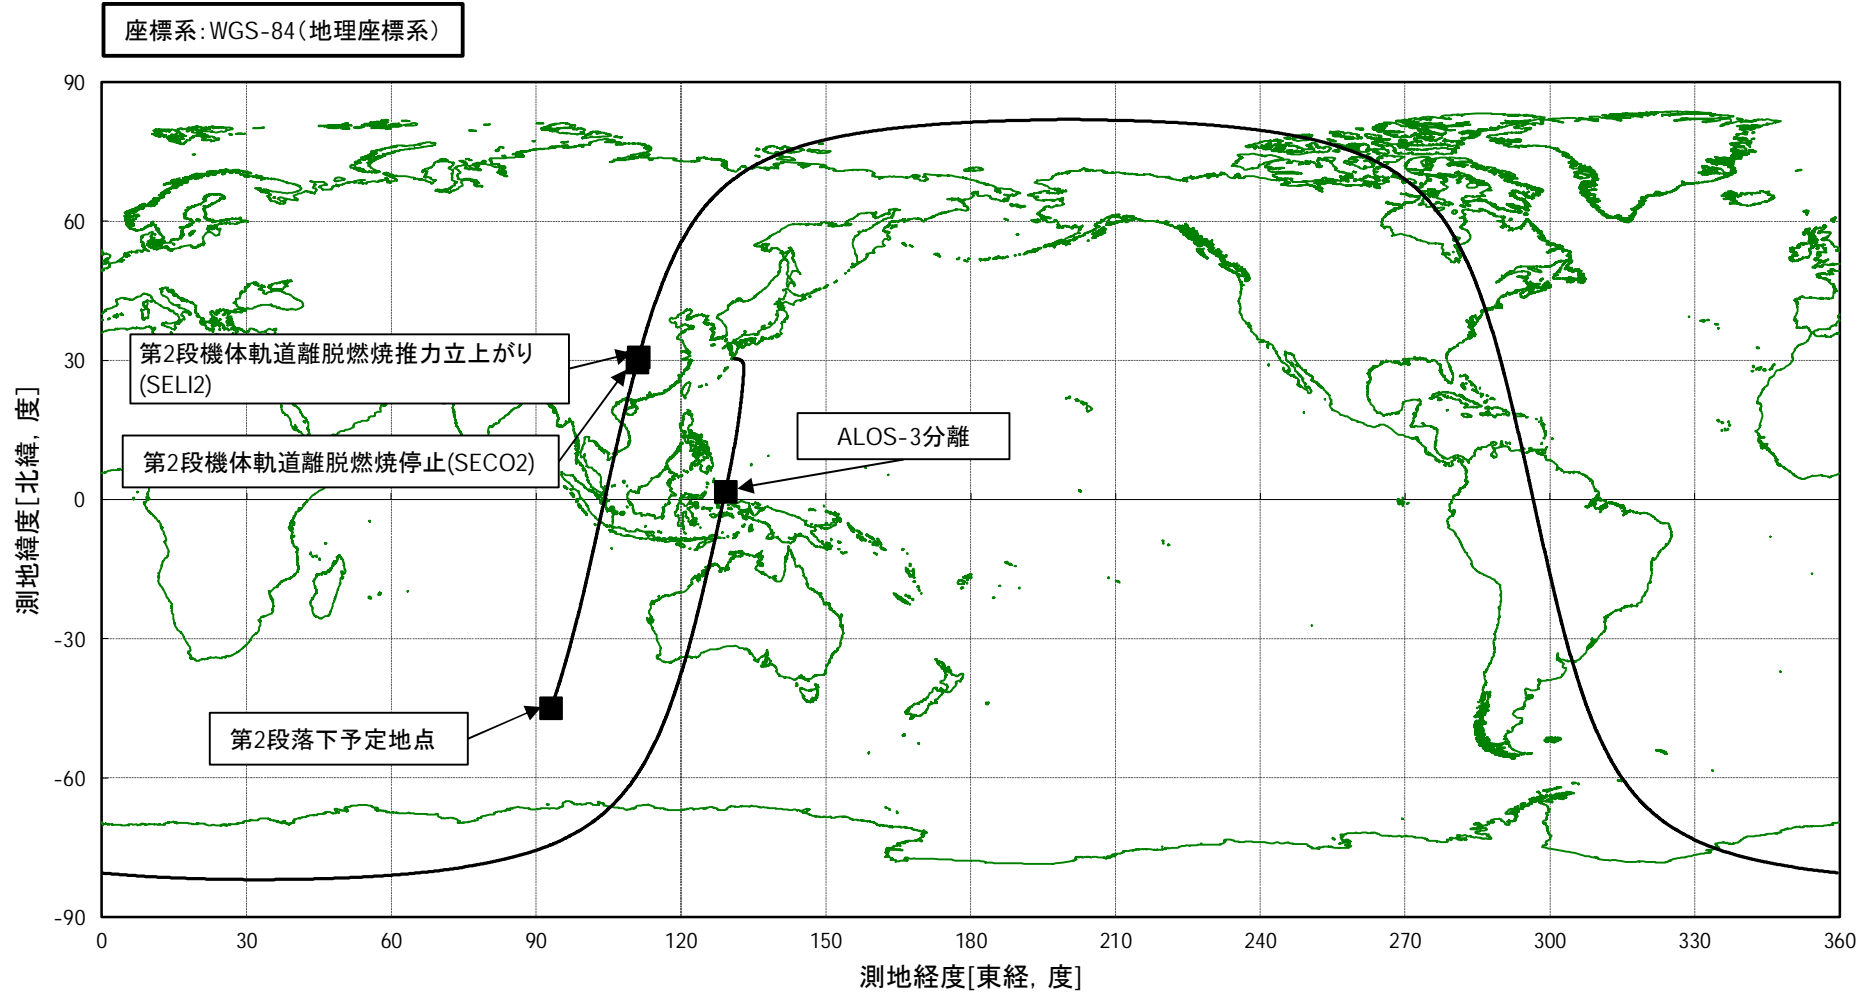 座標系:WGS-84(地理座標系)
90
60
30
0
-30
-60
-90
測地緯度[北緯, 度]
第2段機体軌道離脱燃焼推力立上がり
(SELI2)
第2段機体軌道離脱燃焼停止(SECO2)
ALOS-3分離
第2段落下予定地点
0 30 60 90 120 150 180 210 240 270 300 330 360
測地経度[東経, 度]